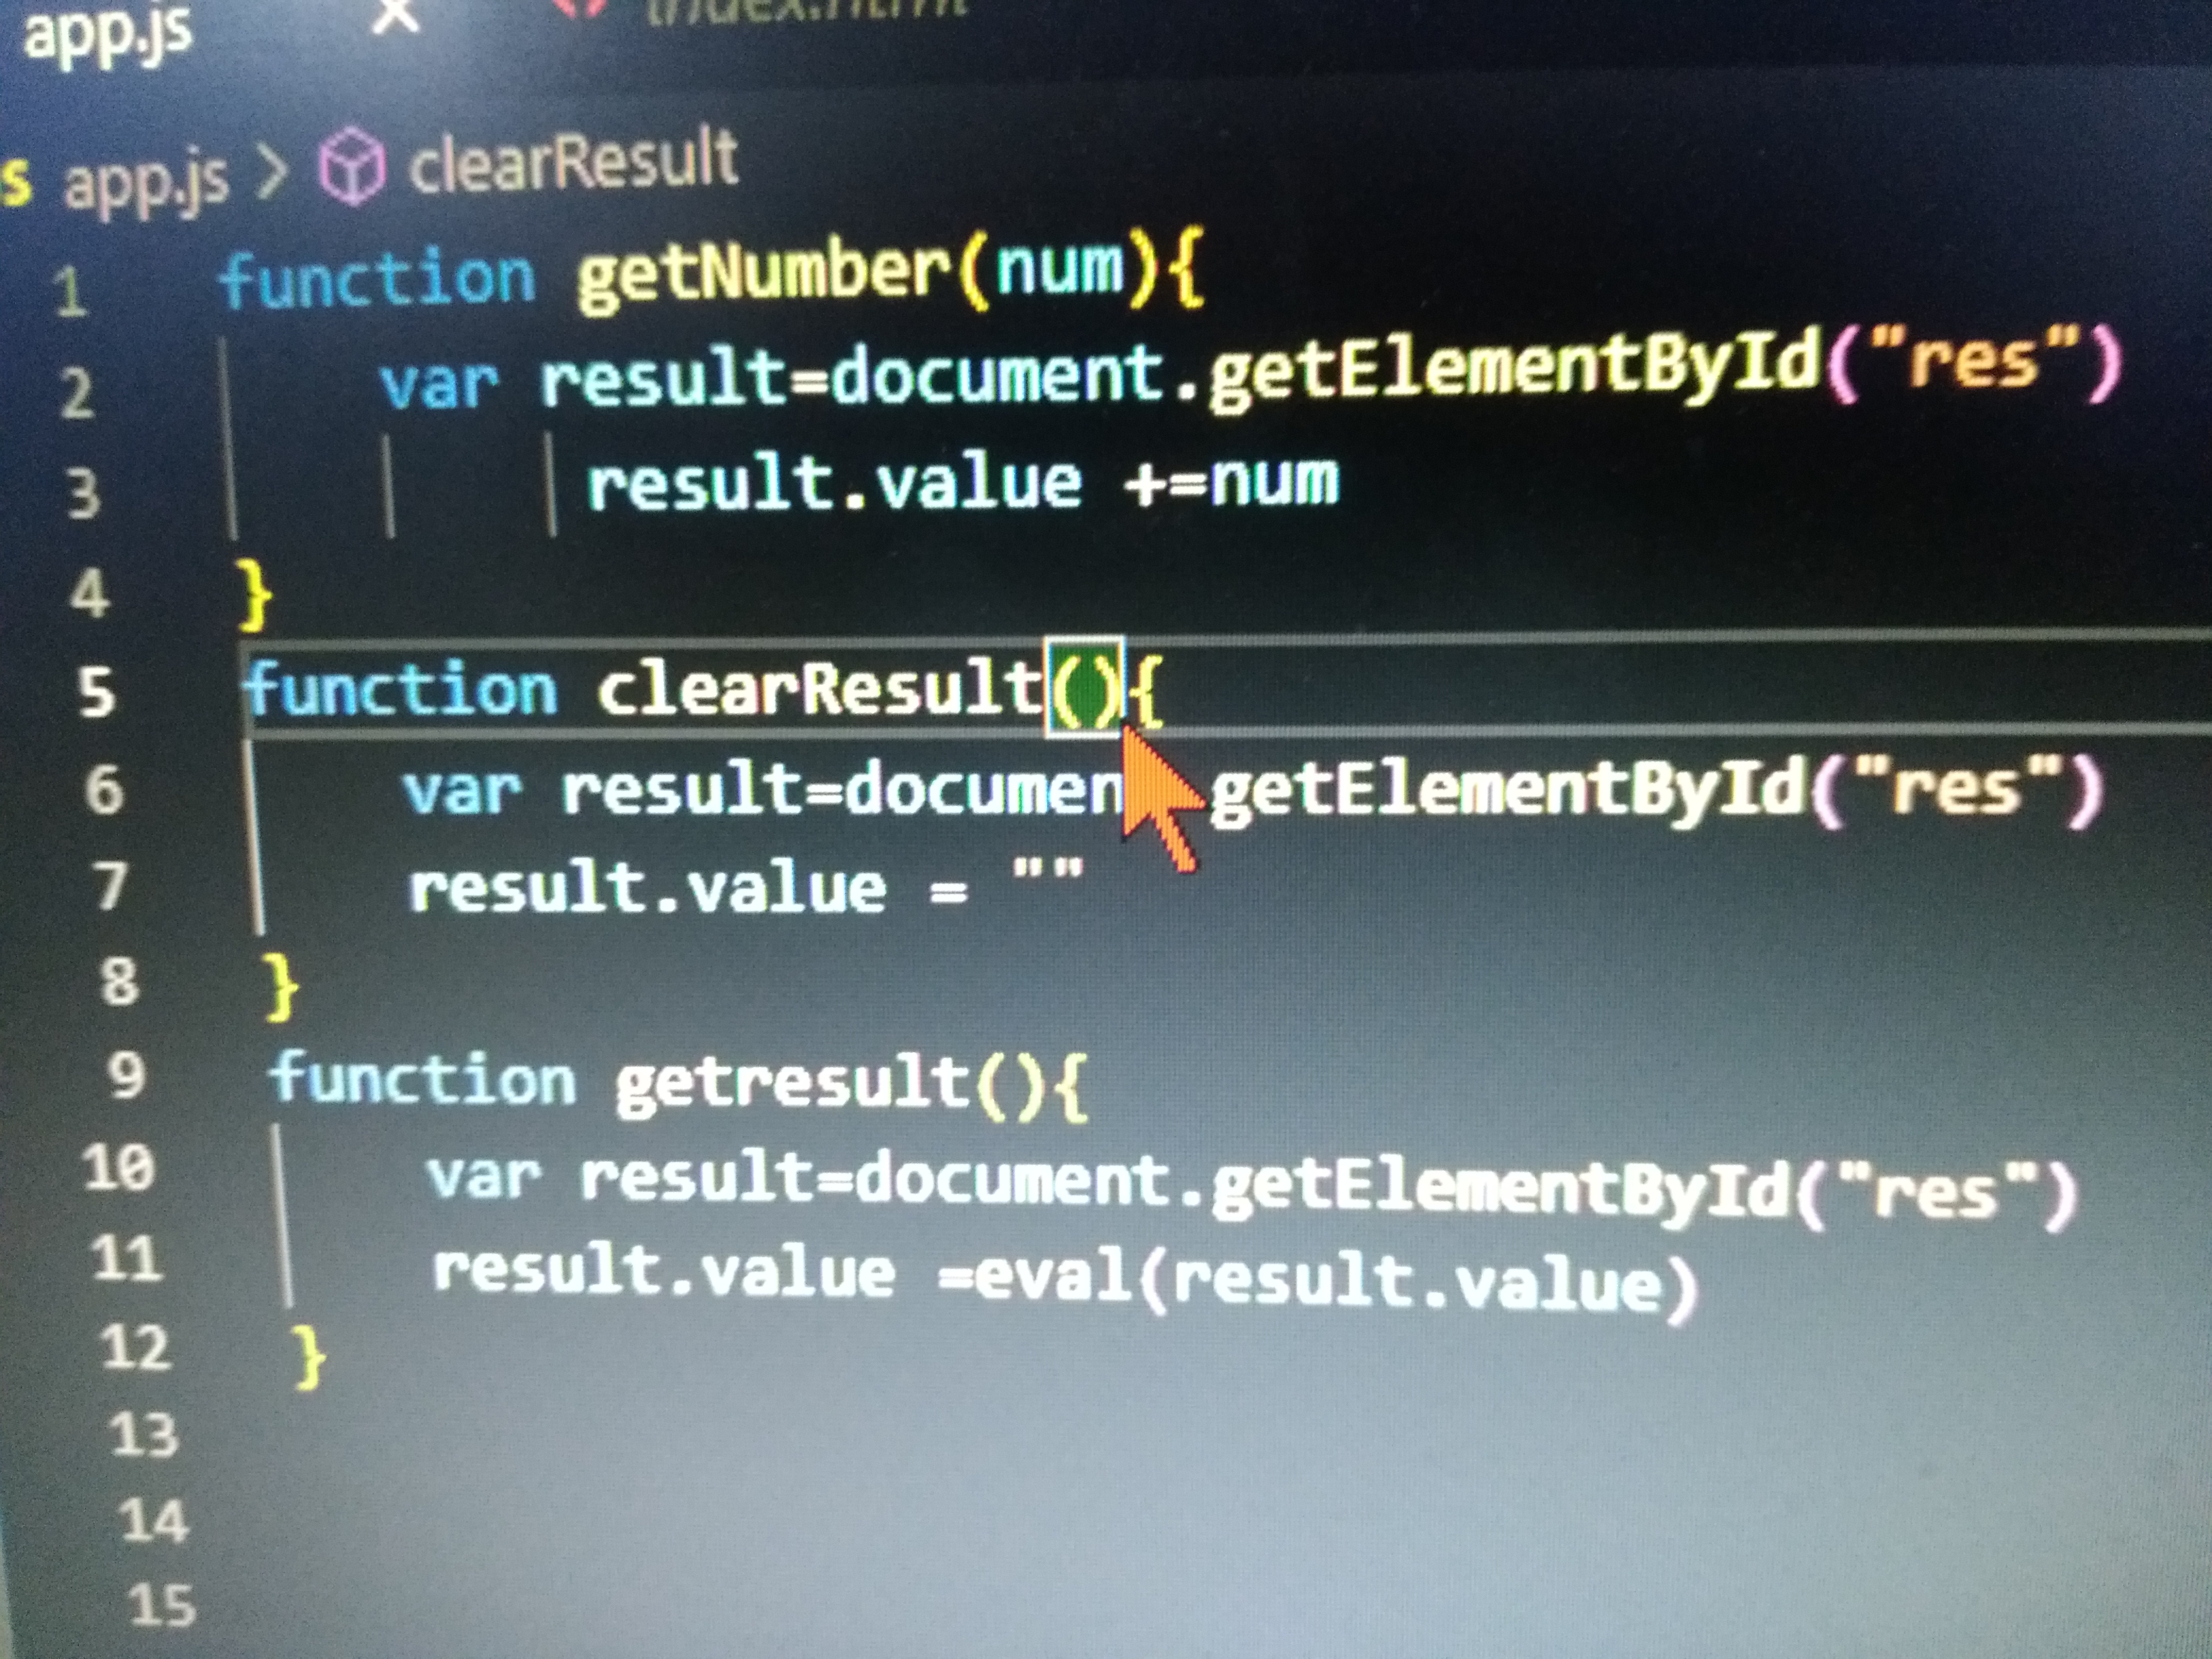 app.js × <> index.html
S app.js > clearResult
1 function getNumber(num){
2 var result=document.getElementById("res")
3 result.value +=num
4 }
5 function clearResult(){
6 var result=documen getElementById("res")
7 result.value = ""
8 }
9 function getresult(){
10 var result=document.getElementById("res")
11 result.value =eval(result.value)
12 }
13
14
15